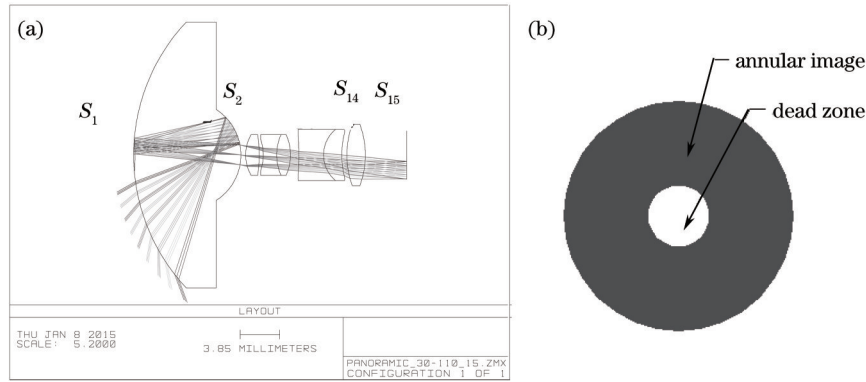 (a)
S1
S2
S14
S15
LAYOUT
THU JAN 8 2015
SCALE: 5.2000
3.85 MILLIMETERS
PANORAMIC_30-110_15.ZMX
CONFIGURATION 1 OF 1
(b)
annular image
dead zone